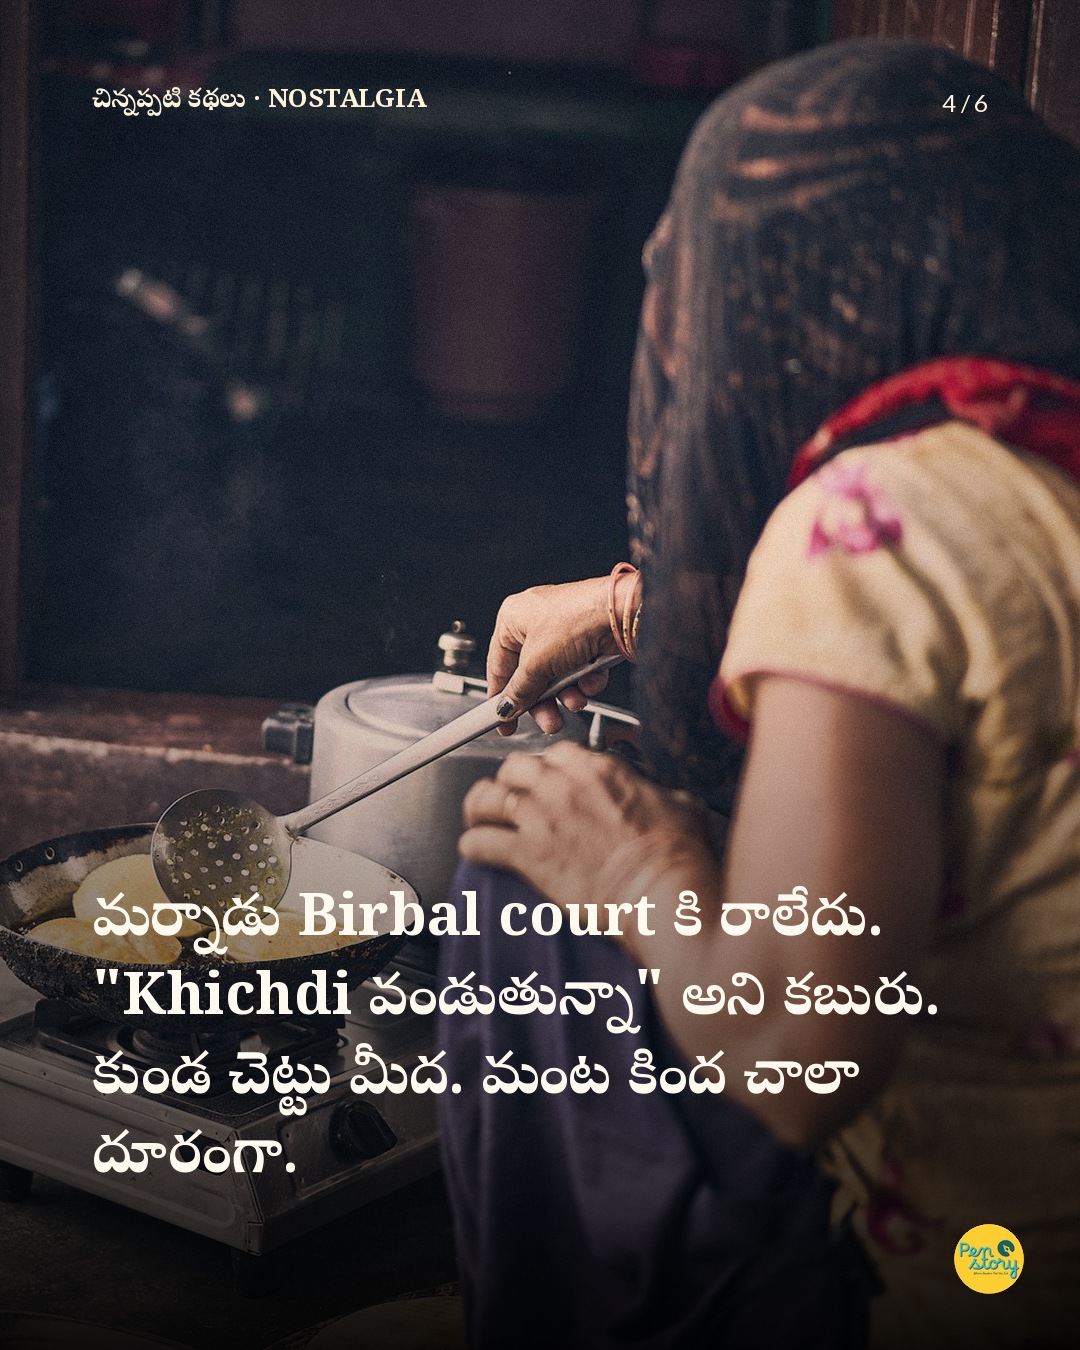 చిన్నప్పటి కథలు · NOSTALGIA
4/6
మర్నాడు Birbal court కి రాలేదు.
"Khichdi వండుతున్నా" అని కబురు.
కుండ చెట్టు మీద. మంట కింద చాలా
దూరంగా.
Pen
story